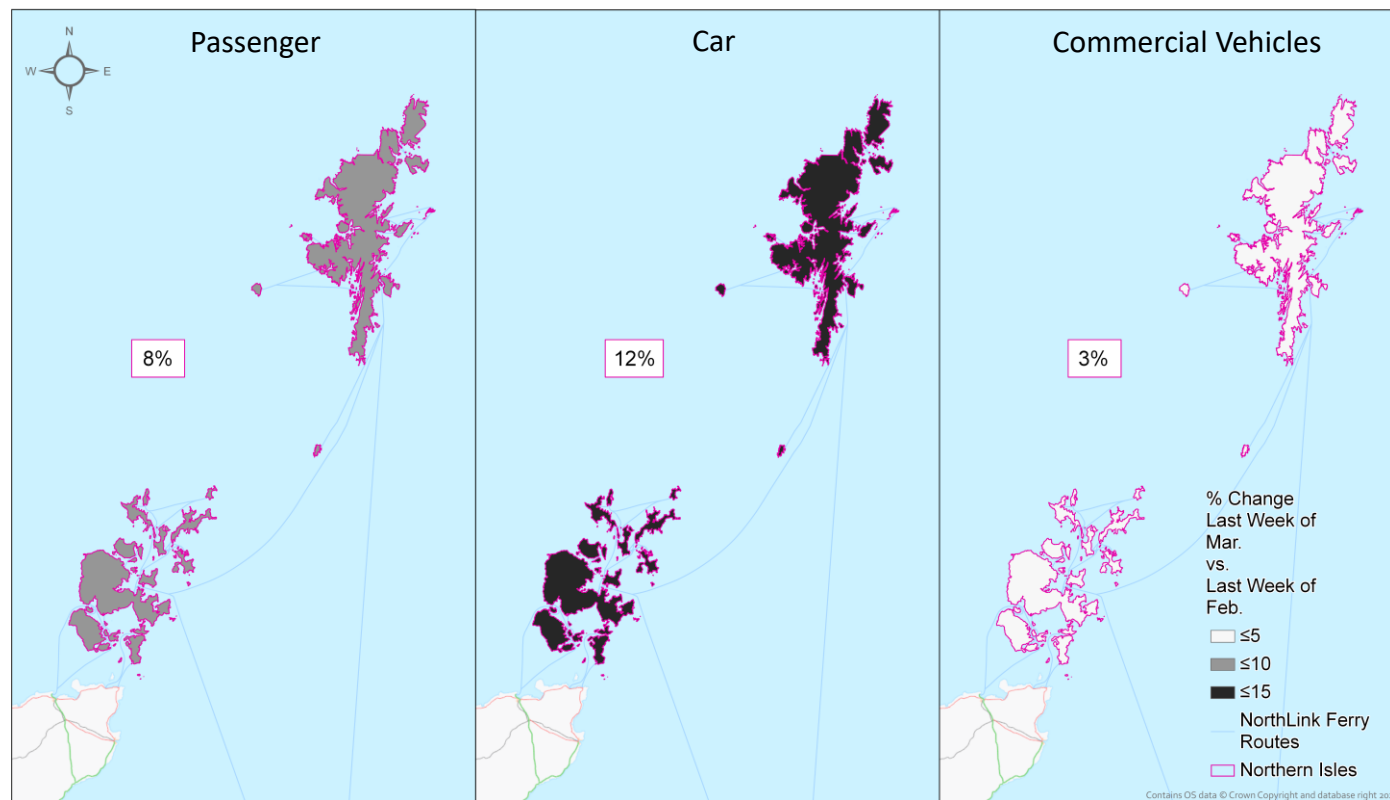 Passenger
Car
Commercial Vehicles
N
W
E
S
8%
12%
3%
% Change
Last Week of
Mar.
vs.
Last Week of
Feb.
≤5
≤10
≤15
NorthLink Ferry
Routes
Northern Isles
Contains OS data © Crown Copyright and database right